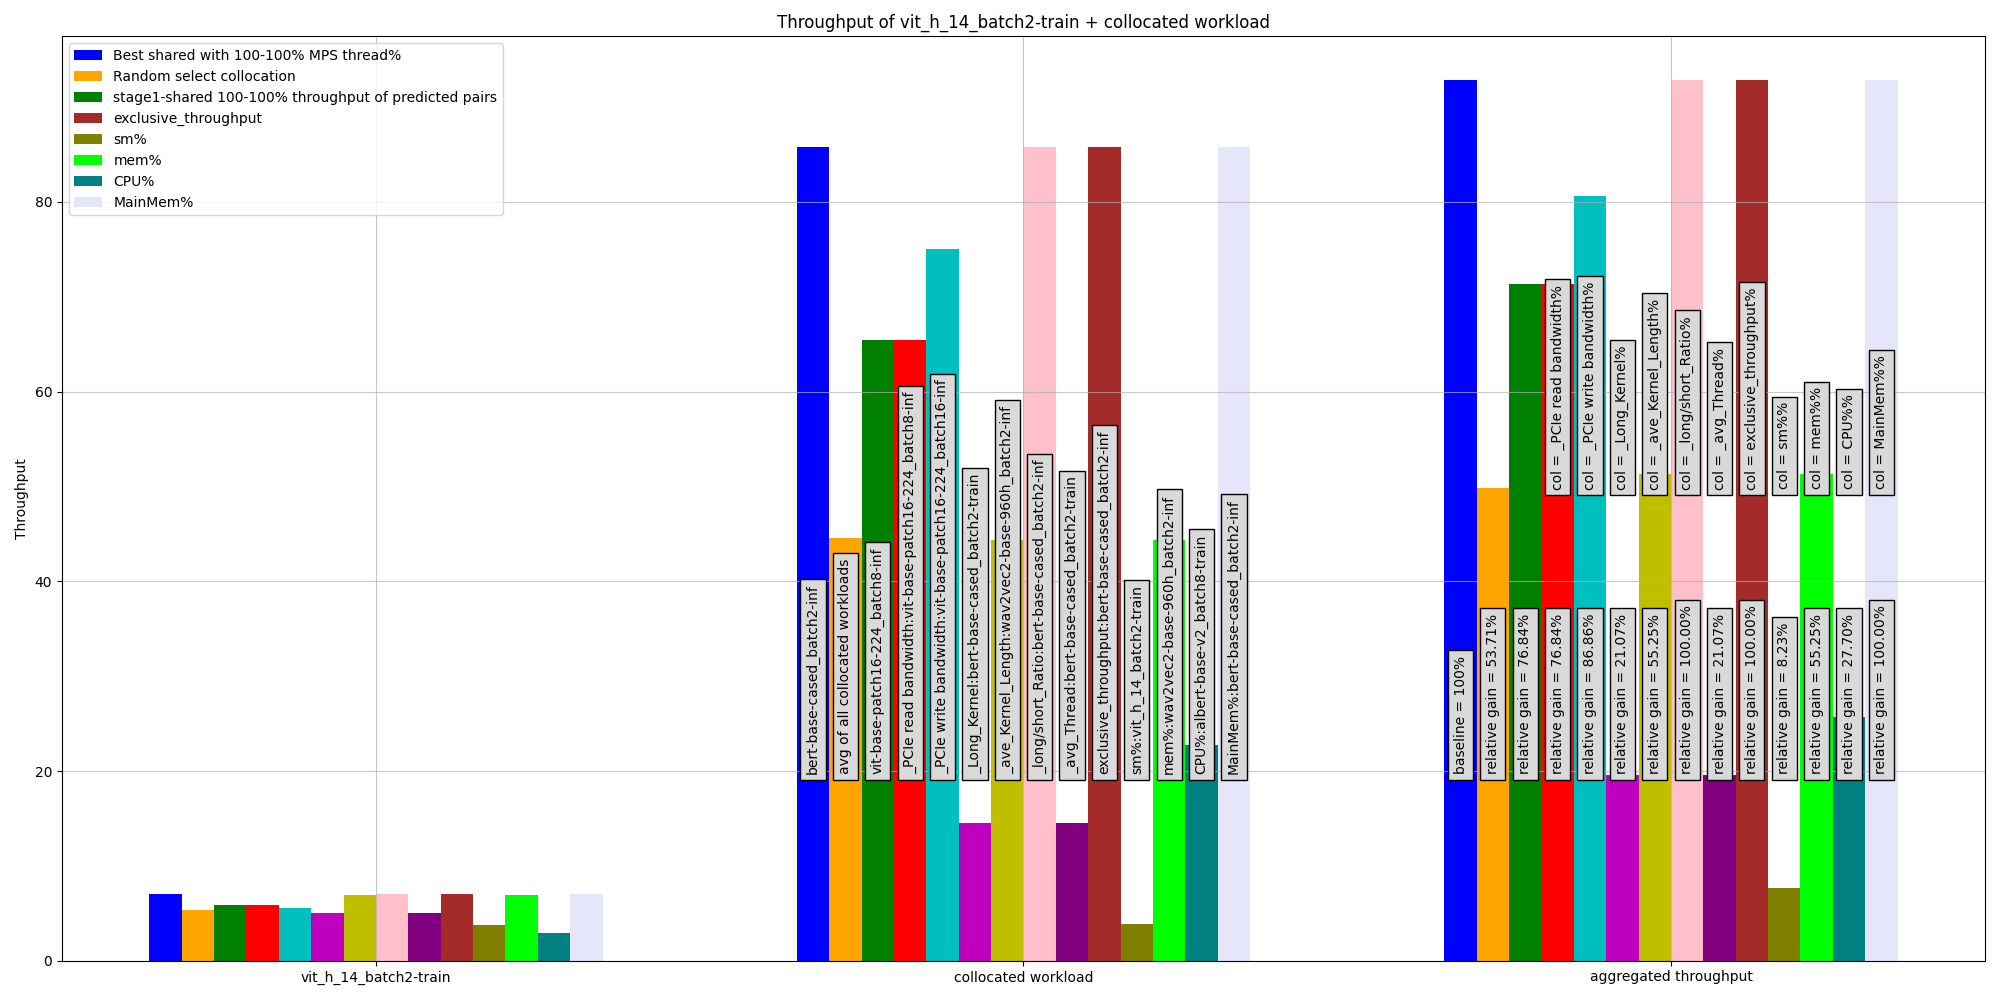 Throughput of vit_h_14_batch2-train + collocated workload
Best shared with 100-100% MPS thread%
Random select collocation
stage1-shared 100-100% throughput of predicted pairs
exclusive_throughput
sm%
mem%
CPU%
MainMem%
Throughput
80
60
40
20
0
bert-base-cased_batch2-inf
avg of all collocated workloads
vit-base-patch16-224_batch8-inf
_PCIe read bandwidth:vit-base-patch16-224_batch8-inf
_PCIe write bandwidth:vit-base-patch16-224_batch16-inf
_Long_Kernel:bert-base-cased_batch2-train
_ave_Kernel_Length:wav2vec2-base-960h_batch2-inf
_long/short_Ratio:bert-base-cased_batch2-inf
_avg_Thread:bert-base-cased_batch2-train
exclusive_throughput:bert-base-cased_batch2-inf
sm%:vit_h_14_batch2-train
mem%:wav2vec2-base-960h_batch2-inf
CPU%:albert-base-v2_batch8-train
MainMem%:bert-base-cased_batch2-inf
col = _PCIe read bandwidth%
col = _PCIe write bandwidth%
col = _Long_Kernel%
col = _ave_Kernel_Length%
col = _long/short_Ratio%
col = _avg_Thread%
col = exclusive_throughput%
col = sm%%
col = mem%%
col = CPU%%
col = MainMem%%
baseline = 100%
relative gain = 53.71%
relative gain = 76.84%
relative gain = 76.84%
relative gain = 86.86%
relative gain = 21.07%
relative gain = 55.25%
relative gain = 100.00%
relative gain = 21.07%
relative gain = 100.00%
relative gain = 8.23%
relative gain = 55.25%
relative gain = 27.70%
relative gain = 100.00%
vit_h_14_batch2-train
collocated workload
aggregated throughput